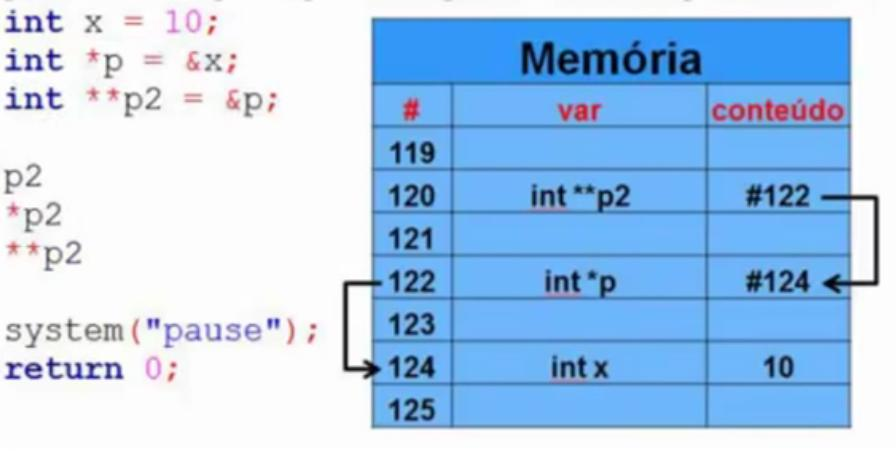 int x = 10;
int *p = &x;
int **p2 = &p;
p2
*p2
**p2
system("pause");
return 0;
Memória
# var conteúdo
119
120 int **p2 #122
121
122 int *p #124
123
124 int x 10
125